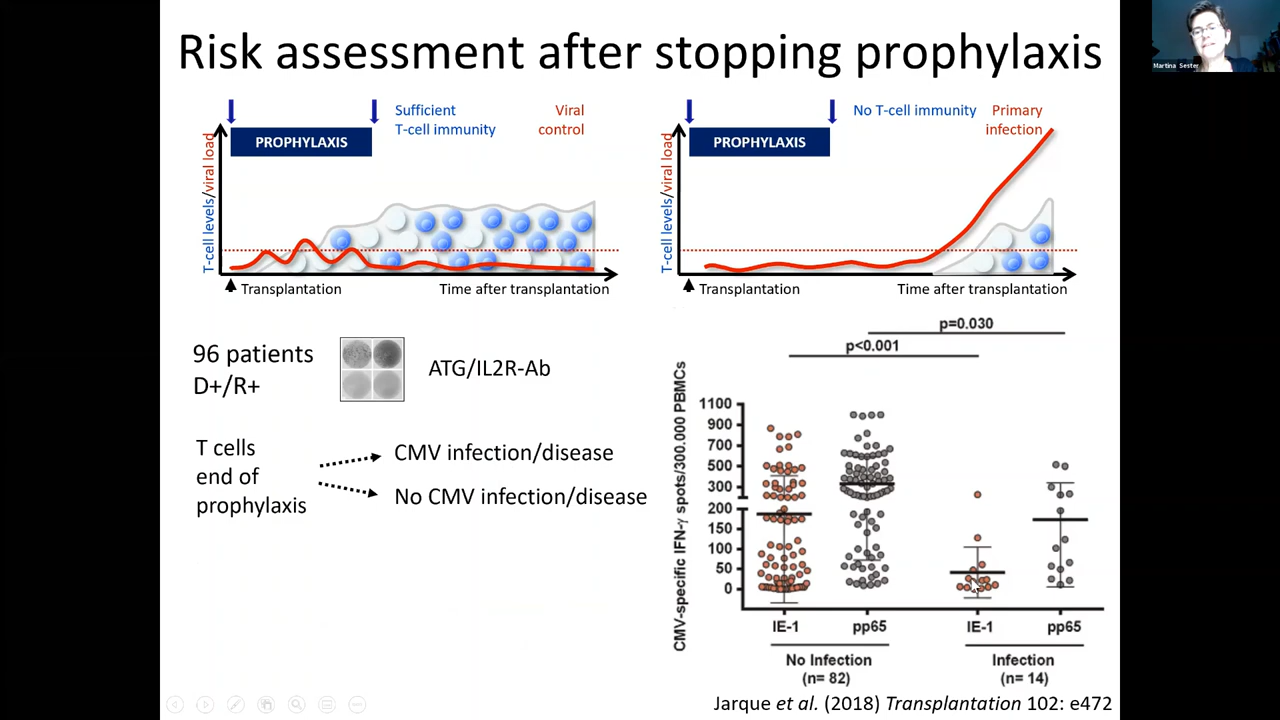 Risk assessment after stopping prophylaxis
Martina Sester
Sufficient
T-cell immunity
Viral
control
PROPHYLAXIS
T-cell levels/viral load
Transplantation
Time after transplantation
No T-cell immunity
Primary
infection
PROPHYLAXIS
T-cell levels/viral load
Transplantation
Time after transplantation
96 patients
D+/R+
ATG/IL2R-Ab
T cells
end of
prophylaxis
CMV infection/disease
No CMV infection/disease
p=0.030
p<0.001
CMV-specific IFN-γ spots/300.000 PBMCs
1100
900
700
500
300
200
150
100
50
0
IE-1
pp65
IE-1
pp65
No Infection
(n= 82)
Infection
(n= 14)
Jarque et al. (2018) Transplantation 102: e472